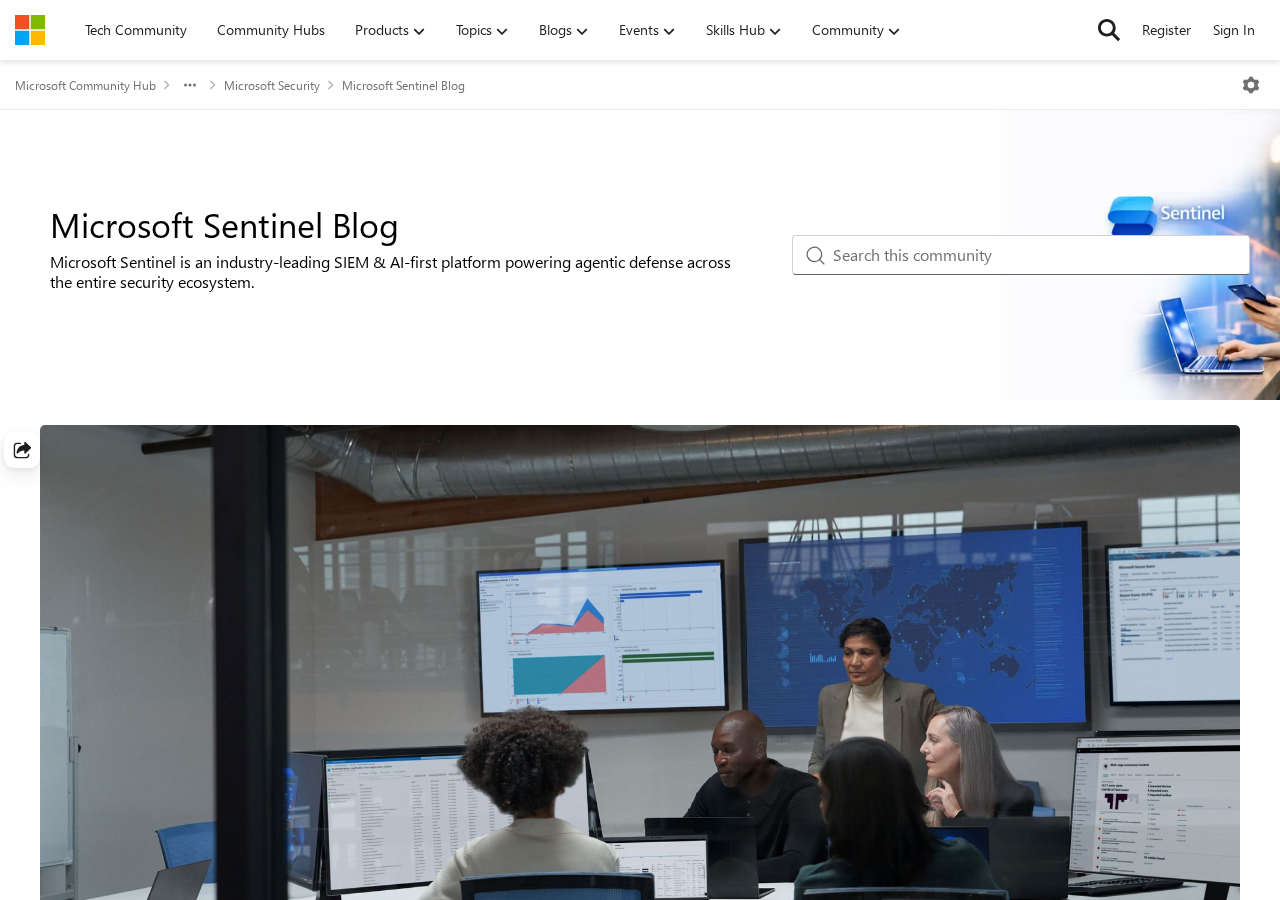 Tech Community
Community Hubs
Products
Topics
Blogs
Events
Skills Hub
Community
Register
Sign In
Microsoft Community Hub
Microsoft Security
Microsoft Sentinel Blog
Microsoft Sentinel Blog
Microsoft Sentinel is an industry-leading SIEM & AI-first platform powering agentic defense across
the entire security ecosystem.
Sentinel
Search this community